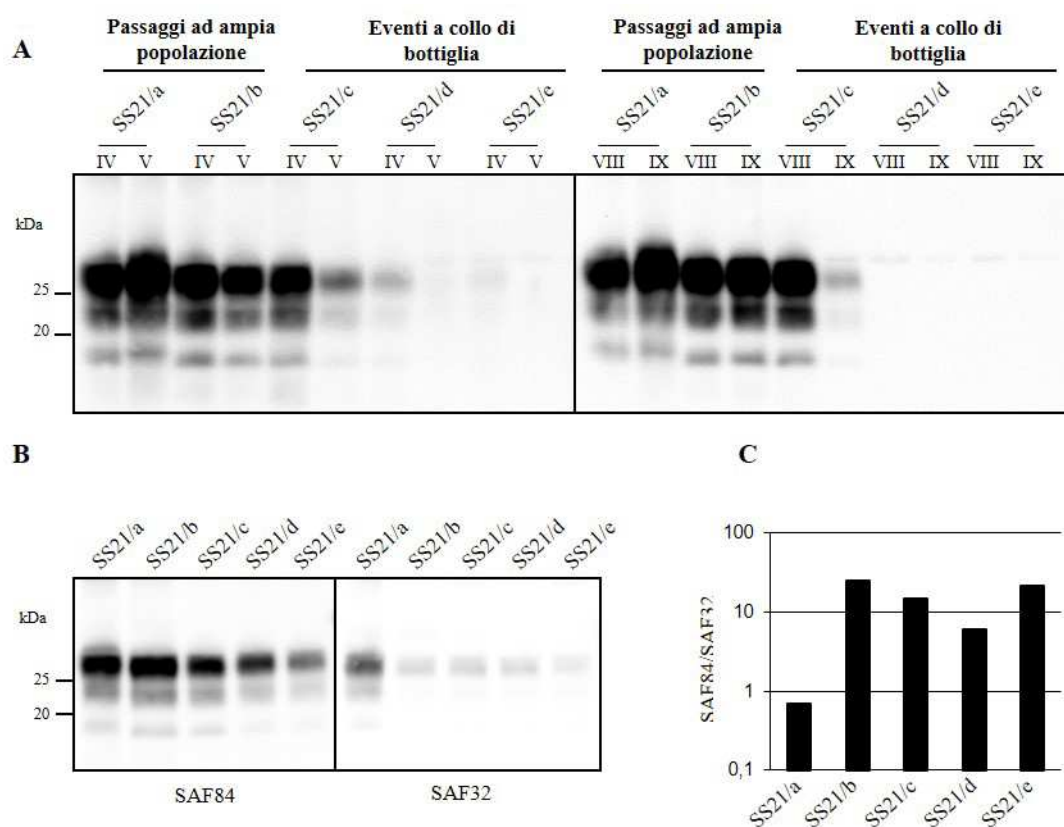 A
Passaggi ad ampia
popolazione
Eventi a collo di
bottiglia
Passaggi ad ampia
popolazione
Eventi a collo di
bottiglia
SS21/a SS21/b SS21/c SS21/d SS21/e SS21/a SS21/b SS21/c SS21/d SS21/e
IV V IV V IV V IV V IV V VIII IX VIII IX VIII IX VIII IX VIII IX
kDa
25
20
B
SS21/a SS21/b SS21/c SS21/d SS21/e SS21/a SS21/b SS21/c SS21/d SS21/e
kDa
25
20
SAF84 SAF32
C
SAF84/SAF32
100
10
1
0,1
SS21/a SS21/b SS21/c SS21/d SS21/e